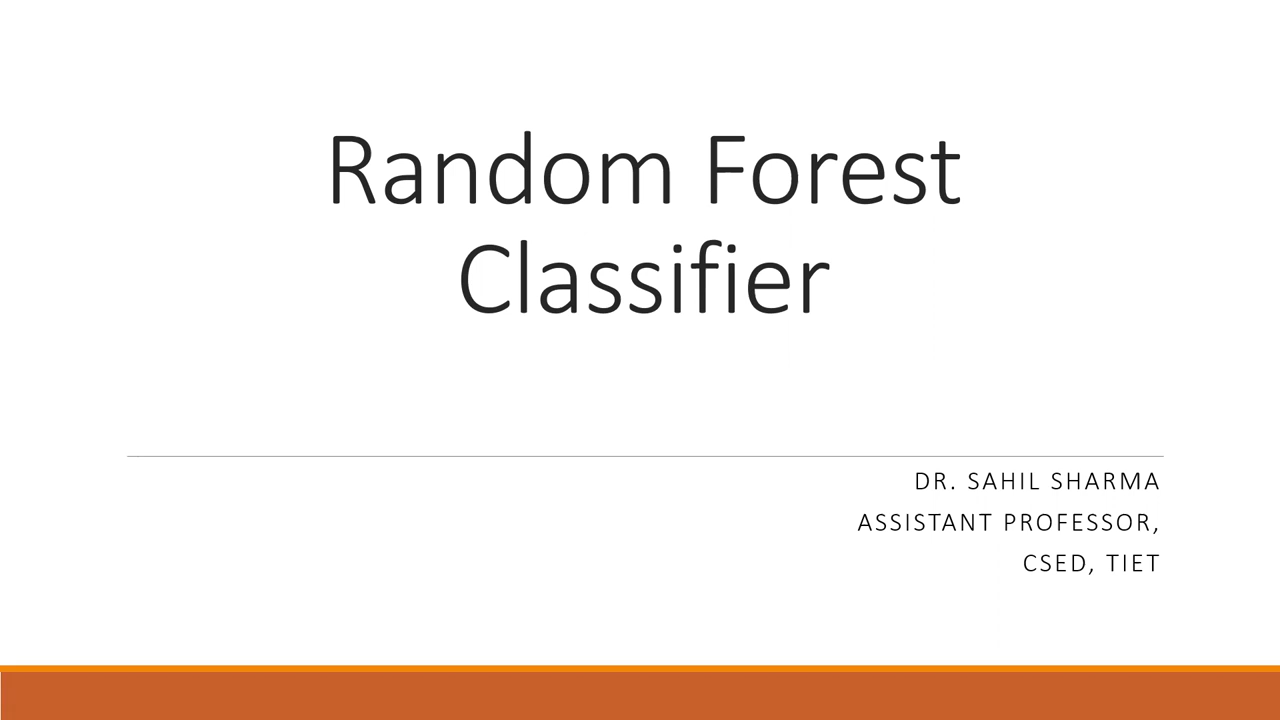 Random Forest
Classifier
DR. SAHIL SHARMA
ASSISTANT PROFESSOR,
CSED, TIET